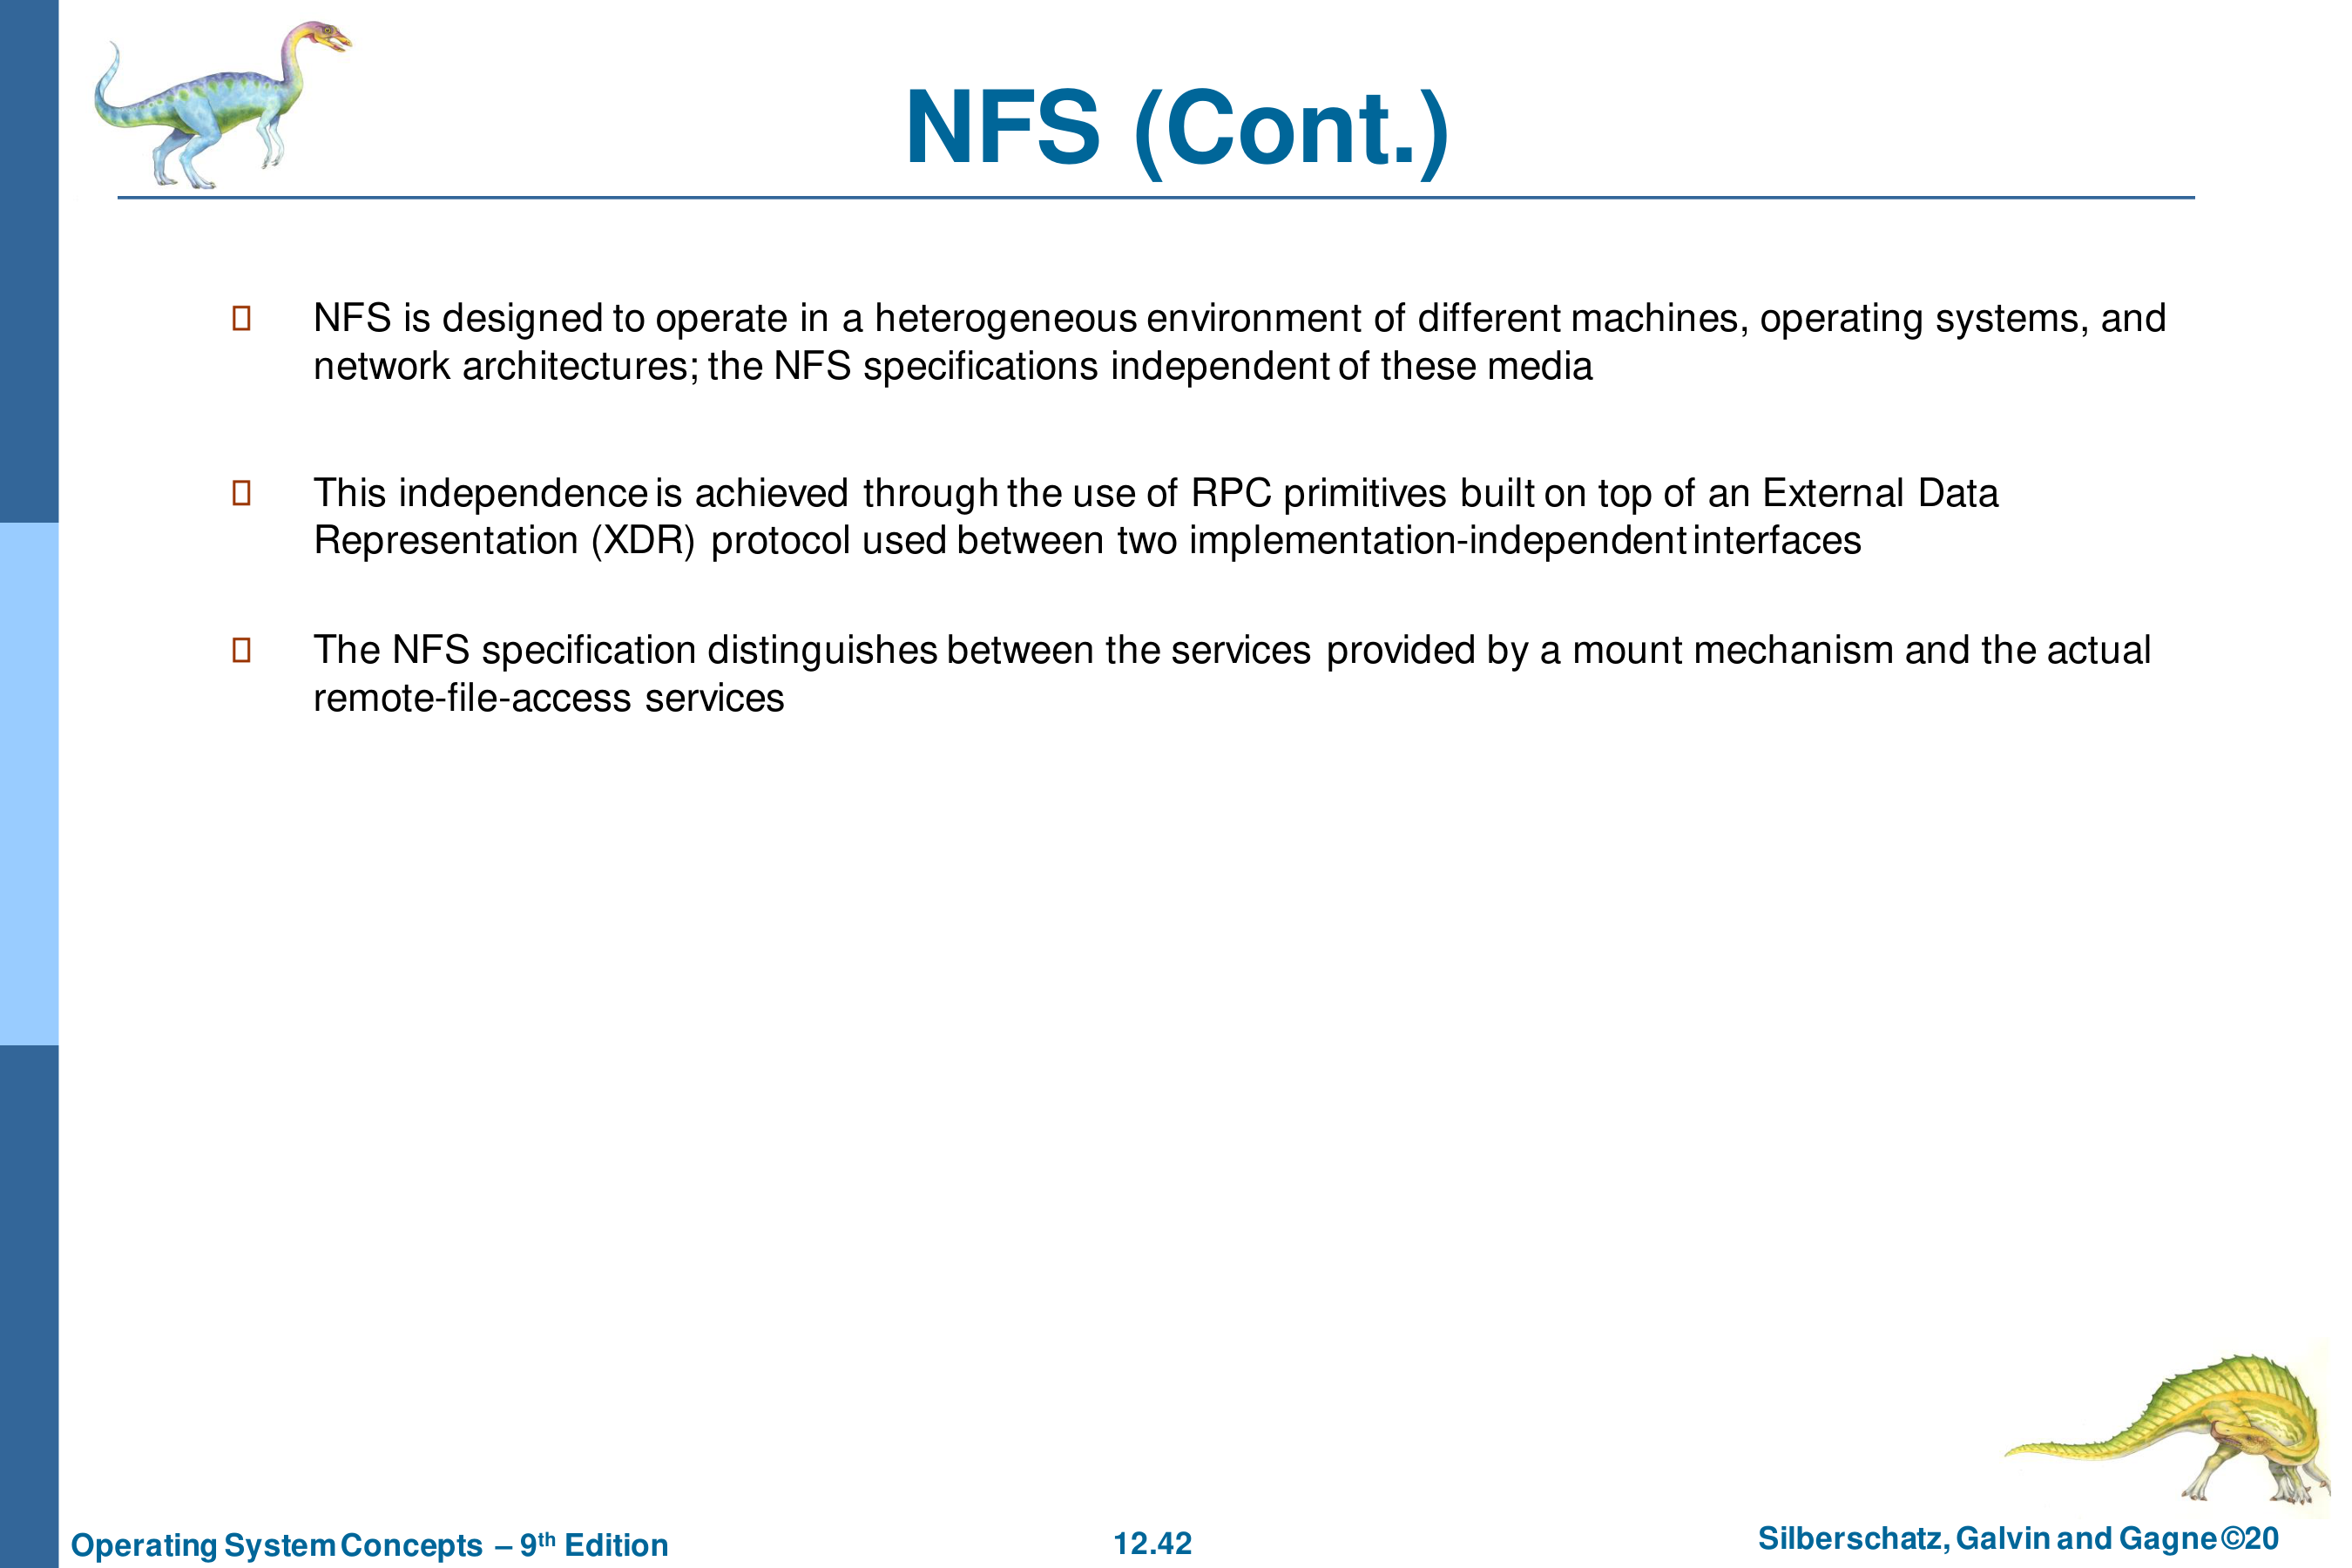 NFS (Cont.)
NFS is designed to operate in a heterogeneous environment of different machines, operating systems, and
network architectures; the NFS specifications independent of these media
This independence is achieved through the use of RPC primitives built on top of an External Data
Representation (XDR) protocol used between two implementation-independent interfaces
The NFS specification distinguishes between the services provided by a mount mechanism and the actual
remote-file-access services
Operating System Concepts – 9th Edition
12.42
Silberschatz, Galvin and Gagne ©20